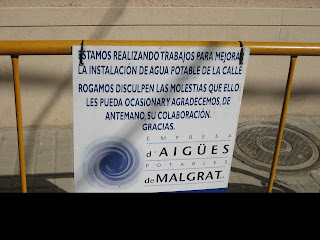 ESTAMOS REALIZANDO TRABAJOS PARA MEJORAR
LA INSTALACIÓN DE AGUA POTABLE DE LA CALLE
ROGAMOS DISCULPEN LAS MOLESTIAS QUE ELLO
LES PUEDA OCASIONAR Y AGRADECEMOS, DE
ANTEMANO, SU COLABORACIÓN.
GRACIAS.
EMPRESA
d'AIGÜES
POTABLES
de MALGRAT